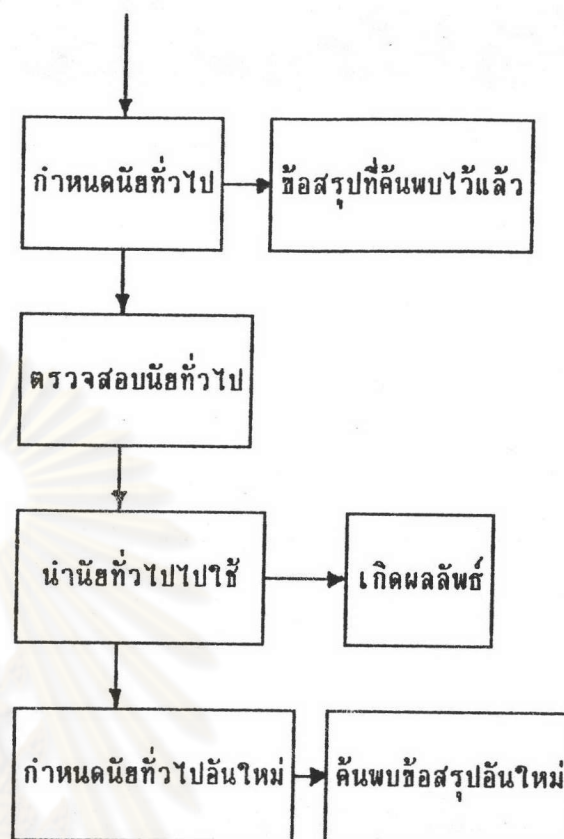 กำหนดนัยทั่วไป
ข้อสรุปที่ค้นพบไว้แล้ว
ตรวจสอบนัยทั่วไป
นำนัยทั่วไปไปใช้
เกิดผลลัพธ์
กำหนดนัยทั่วไปอันใหม่
ค้นพบข้อสรุปอันใหม่